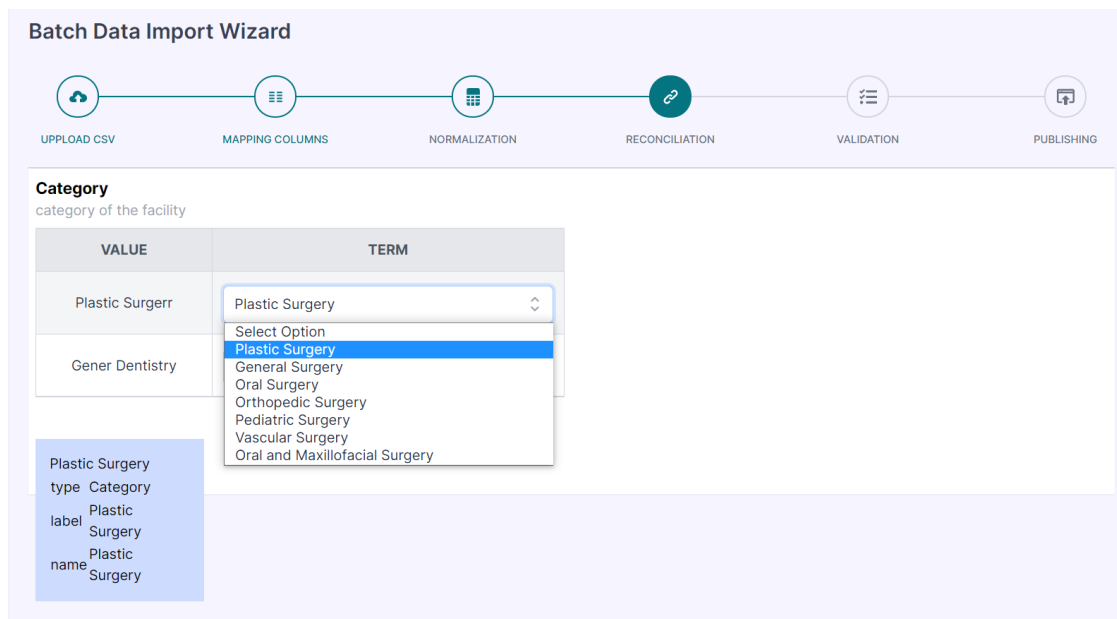 Batch Data Import Wizard
UPPLOAD CSV
MAPPING COLUMNS
NORMALIZATION
RECONCILIATION
VALIDATION
PUBLISHING
Category
category of the facility
VALUE TERM
Plastic Surgerr Plastic Surgery
Select Option
Plastic Surgery
General Surgery
Oral Surgery
Orthopedic Surgery
Pediatric Surgery
Vascular Surgery
Oral and Maxillofacial Surgery
Gener Dentistry
Plastic Surgery
type Category
label Plastic
Surgery
name Plastic
Surgery